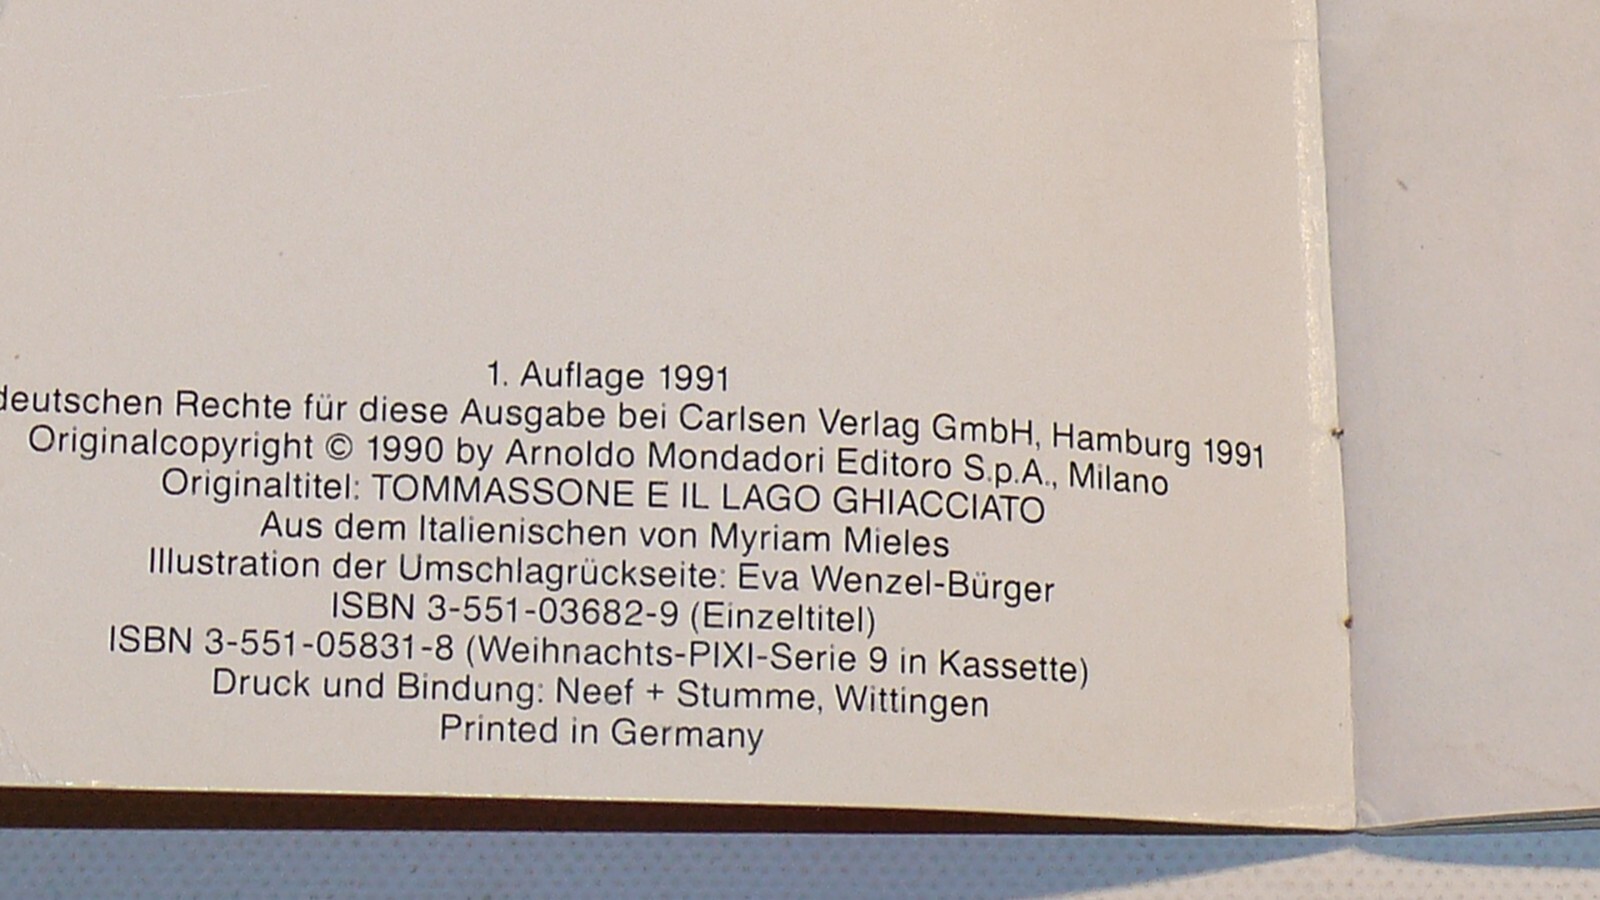 1. Auflage 1991
deutschen Rechte für diese Ausgabe bei Carlsen Verlag GmbH, Hamburg 1991
Originalcopyright © 1990 by Arnoldo Mondadori Editoro S.p.A., Milano
Originaltitel: TOMMASSONE E IL LAGO GHIACCIATO
Aus dem Italienischen von Myriam Mieles
Illustration der Umschlagrückseite: Eva Wenzel-Bürger
ISBN 3-551-03682-9 (Einzeltitel)
ISBN 3-551-05831-8 (Weihnachts-PIXI-Serie 9 in Kassette)
Druck und Bindung: Neef + Stumme, Wittingen
Printed in Germany